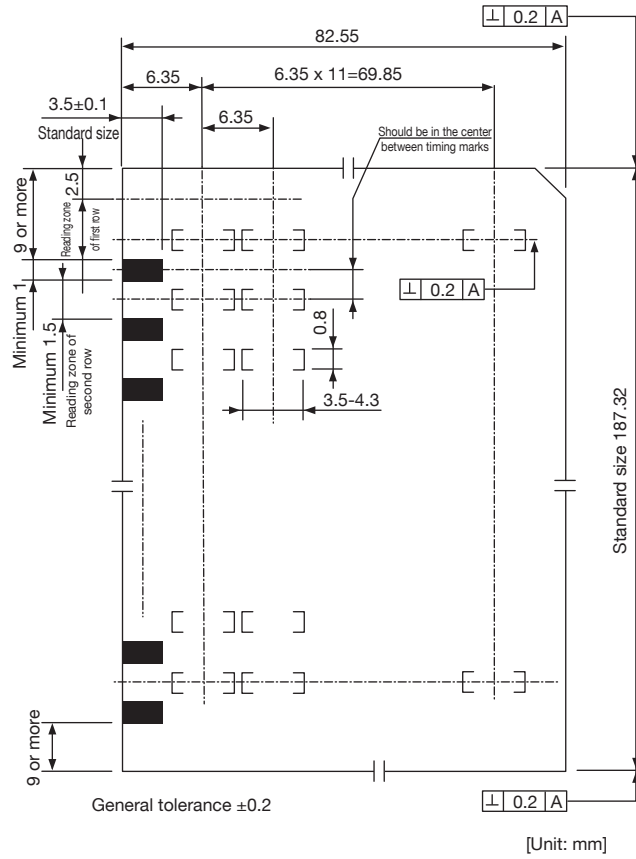 ⊥ 0.2 A
82.55
6.35
6.35 x 11=69.85
3.5±0.1
Standard size
6.35
Should be in the center
between timing marks
9 or more
2.5
Reading zone
of first row
⊥ 0.2 A
Minimum 1
Minimum 1.5
Reading zone of
second row
0.8
3.5-4.3
Standard size 187.32
9 or more
General tolerance ±0.2
⊥ 0.2 A
[Unit: mm]